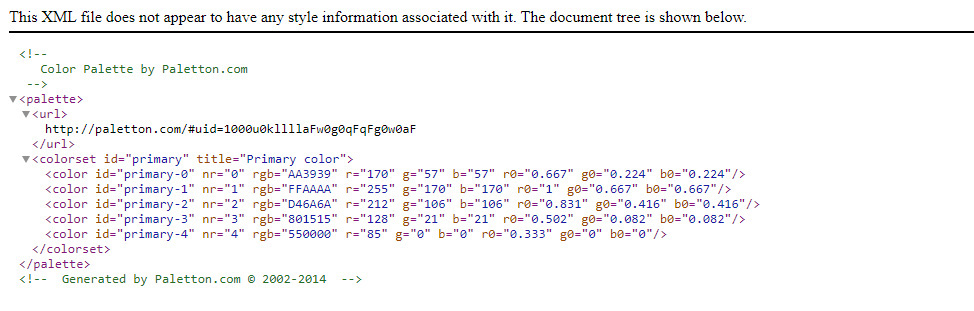 This XML file does not appear to have any style information associated with it. The document tree is shown below.
<!--
Color Palette by Paletton.com
-->
<palette>
<url>
http://paletton.com/#uid=1000u0kllllaFw0g0qFqFg0w0aF
</url>
<colorset id="primary" title="Primary color">
<color id="primary-0" nr="0" rgb="AA3939" r="170" g="57" b="57" r0="0.667" g0="0.224" b0="0.224"/>
<color id="primary-1" nr="1" rgb="FFAAAA" r="255" g="170" b="170" r0="1" g0="0.667" b0="0.667"/>
<color id="primary-2" nr="2" rgb="D46A6A" r="212" g="106" b="106" r0="0.831" g0="0.416" b0="0.416"/>
<color id="primary-3" nr="3" rgb="801515" r="128" g="21" b="21" r0="0.502" g0="0.082" b0="0.082"/>
<color id="primary-4" nr="4" rgb="550000" r="85" g="0" b="0" r0="0.333" g0="0" b0="0"/>
</colorset>
</palette>
<!-- Generated by Paletton.com © 2002-2014 -->